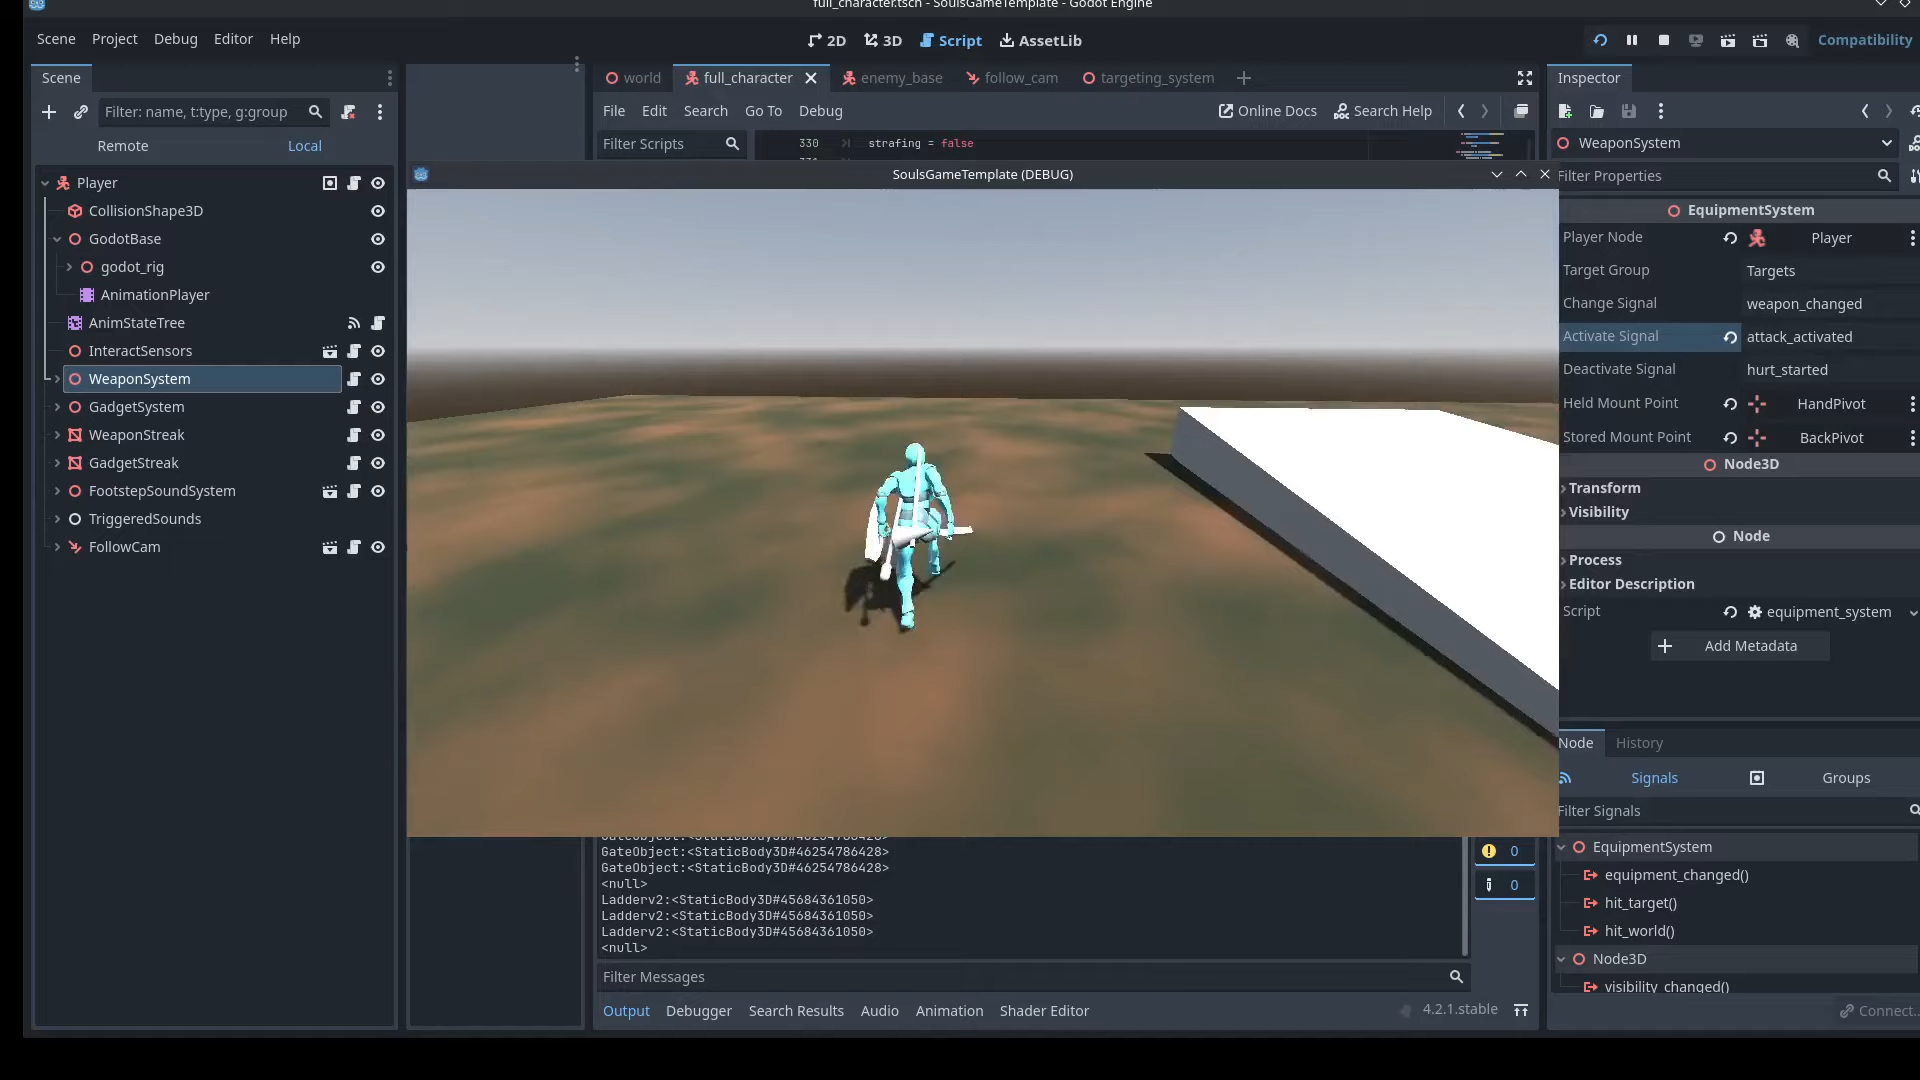 full_character.tscn - SoulsGameTemplate - Godot Engine
Scene Project Debug Editor Help
2D 3D Script AssetLib
Compatibility
Scene
Filter: name, t:type, g:group
Remote Local
Player
CollisionShape3D
GodotBase
godot_rig
AnimationPlayer
AnimStateTree
InteractSensors
WeaponSystem
GadgetSystem
WeaponStreak
GadgetStreak
FootstepSoundSystem
TriggeredSounds
FollowCam
world full_character enemy_base follow_cam targeting_system
File Edit Search Go To Debug Online Docs Search Help
Filter Scripts
330 strafing = false
SoulsGameTemplate (DEBUG)
GateObject:<StaticBody3D#46254786428>
GateObject:<StaticBody3D#46254786428>
GateObject:<StaticBody3D#46254786428>
<null>
Ladderv2:<StaticBody3D#45684361050>
Ladderv2:<StaticBody3D#45684361050>
Ladderv2:<StaticBody3D#45684361050>
<null>
0
0
Filter Messages
Output Debugger Search Results Audio Animation Shader Editor
4.2.1.stable
Inspector
WeaponSystem
Filter Properties
EquipmentSystem
Player Node Player
Target Group Targets
Change Signal weapon_changed
Activate Signal attack_activated
Deactivate Signal hurt_started
Held Mount Point HandPivot
Stored Mount Point BackPivot
Node3D
Transform
Visibility
Node
Process
Editor Description
Script equipment_system
Add Metadata
Node History
Signals Groups
Filter Signals
EquipmentSystem
equipment_changed()
hit_target()
hit_world()
Node3D
visibility_changed()
Connect..